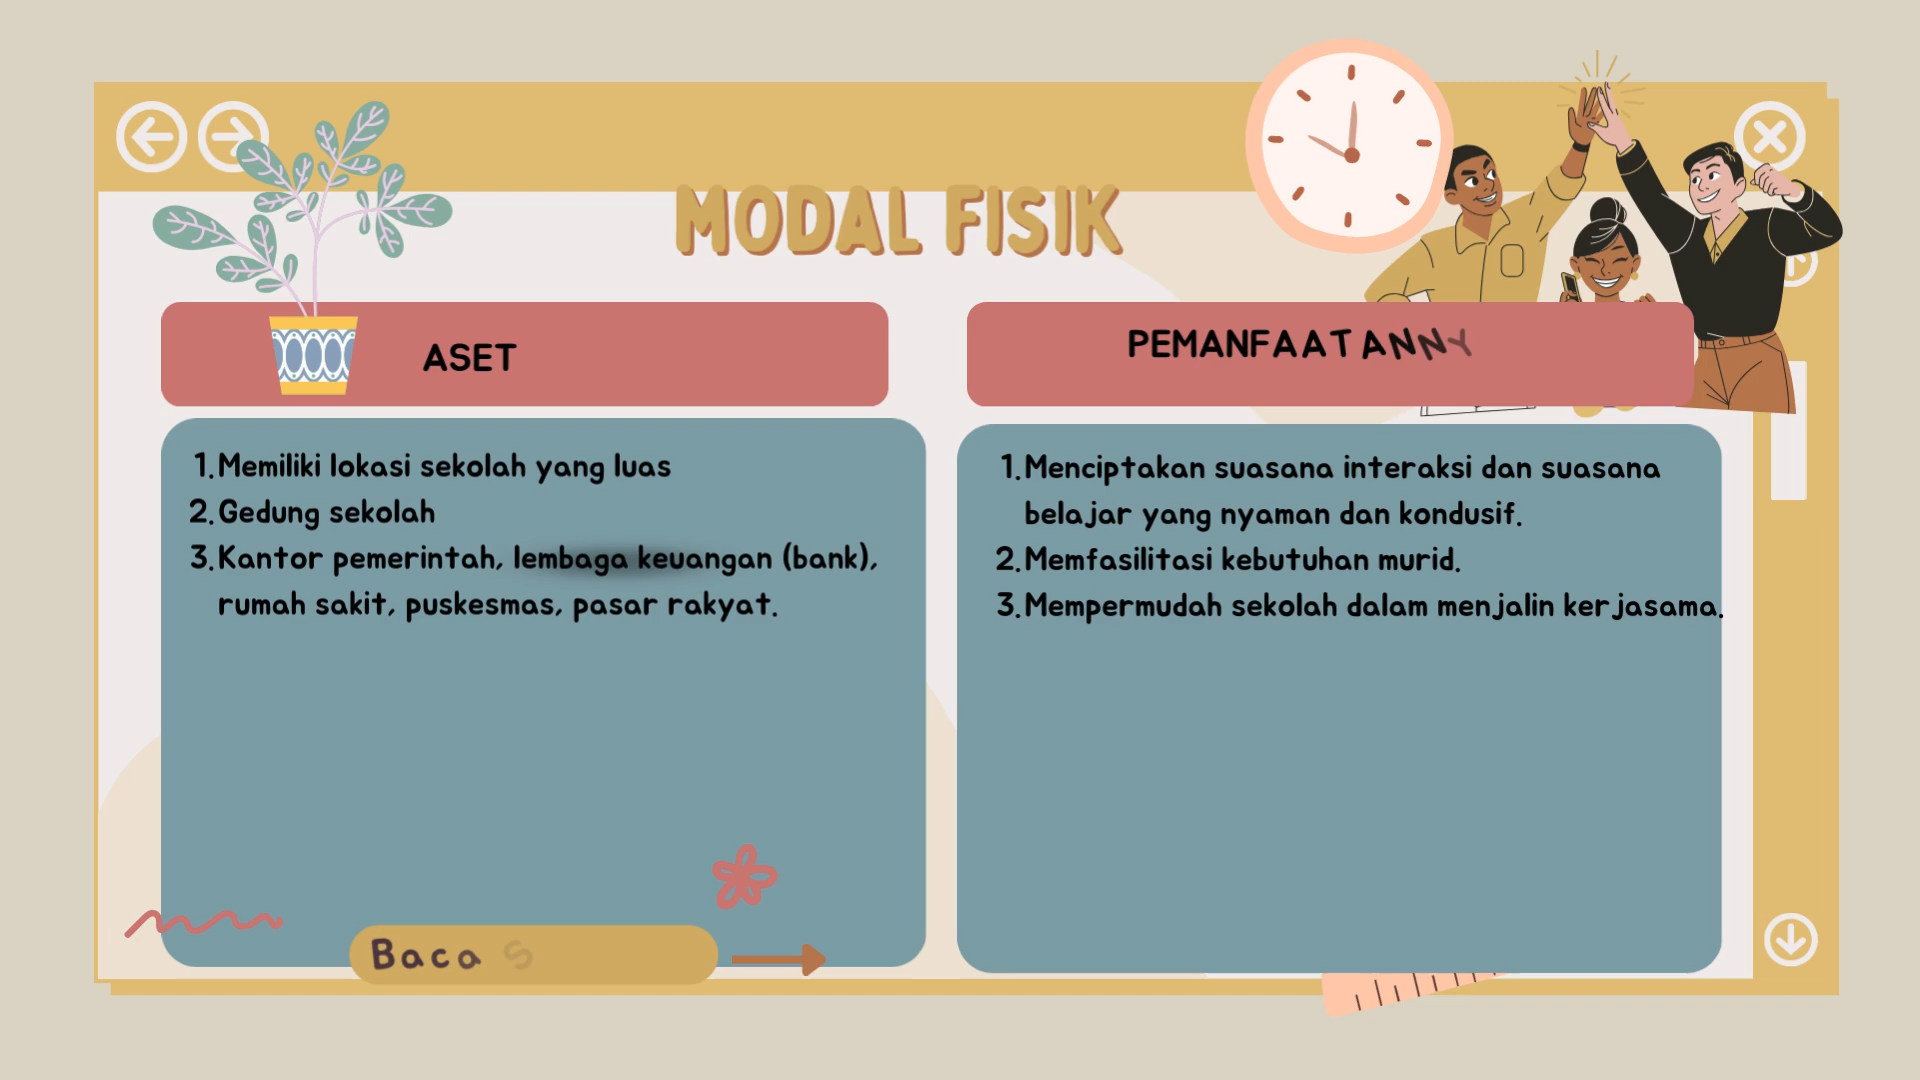 MODAL FISIK
ASET
PEMANFAATANNY
1. Memiliki lokasi sekolah yang luas
2. Gedung sekolah
3. Kantor pemerintah, lembaga keuangan (bank),
rumah sakit, puskesmas, pasar rakyat.
1. Menciptakan suasana interaksi dan suasana
belajar yang nyaman dan kondusif.
2. Memfasilitasi kebutuhan murid.
3. Mempermudah sekolah dalam menjalin kerjasama.
Baca S